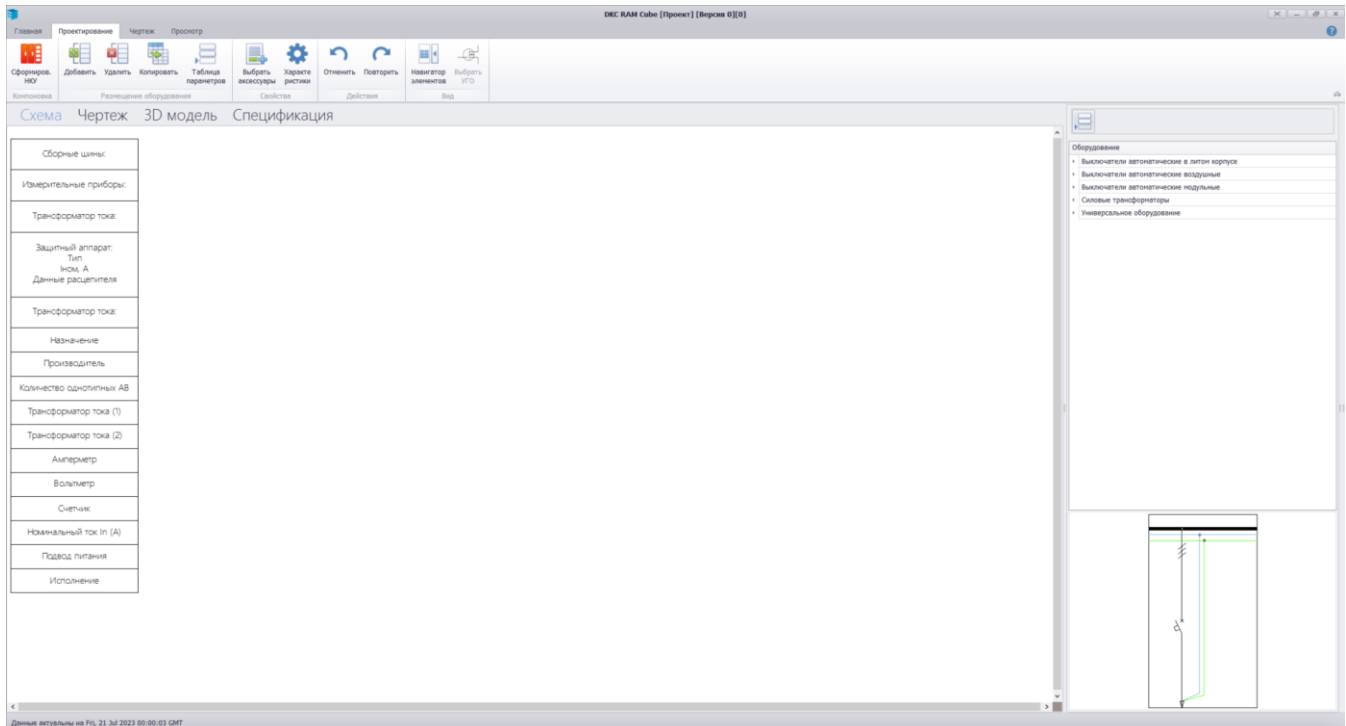 DKC RAM Cube [Проект] [Версия 0][0]
Главная Проектирование Чертеж Просмотр
Сформиров. НКУ
Добавить Удалить Копировать
Таблица параметров
Выбрать аксессуары
Характе ристики
Отменить Повторить
Навигатор элементов
Выбрать УГО
Компоновка Размещение оборудования Свойства Действия Вид
Схема Чертеж 3D модель Спецификация
Сборные шины:
Измерительные приборы:
Трансформатор тока:
Защитный аппарат:
Тип
Iном, А
Данные расцепителя
Трансформатор тока:
Назначение
Производитель
Количество однотипных АВ
Трансформатор тока (1)
Трансформатор тока (2)
Амперметр
Вольтметр
Счетчик
Номинальный ток In (А)
Подвод питания
Исполнение
Оборудование
Выключатели автоматические в литом корпусе
Выключатели автоматические воздушные
Выключатели автоматические модульные
Силовые трансформаторы
Универсальное оборудование
Данные актуальны на Fri, 21 Jul 2023 00:00:03 GMT